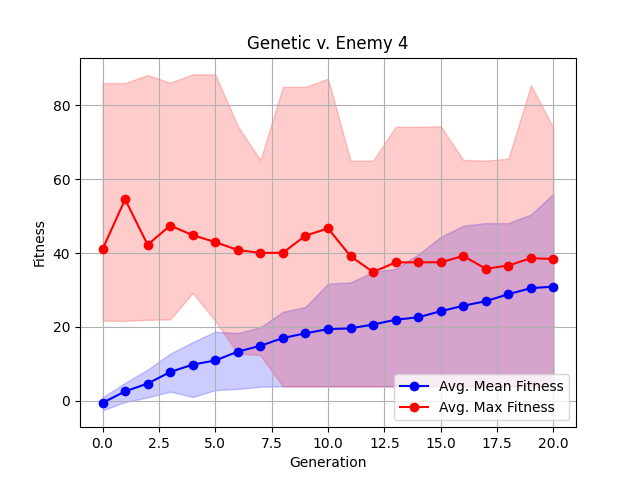 Genetic v. Enemy 4
Fitness
80
60
40
20
0
0.0 2.5 5.0 7.5 10.0 12.5 15.0 17.5 20.0
Generation
Avg. Mean Fitness
Avg. Max Fitness